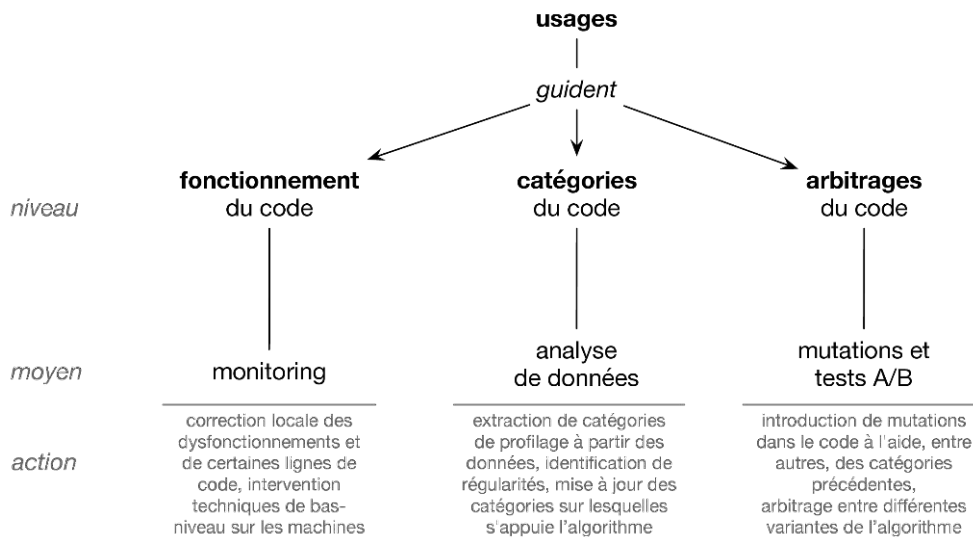 usages
guident
niveau
fonctionnement
du code
catégories
du code
arbitrages
du code
moyen
monitoring
analyse
de données
mutations et
tests A/B
action
correction locale des
dysfonctionnements et
de certaines lignes de
code, intervention
techniques de bas-
niveau sur les machines
extraction de catégories
de profilage à partir des
données, identification de
régularités, mise à jour des
catégories sur lesquelles
s'appuie l'algorithme
introduction de mutations
dans le code à l'aide, entre
autres, des catégories
précédentes,
arbitrage entre différentes
variantes de l'algorithme